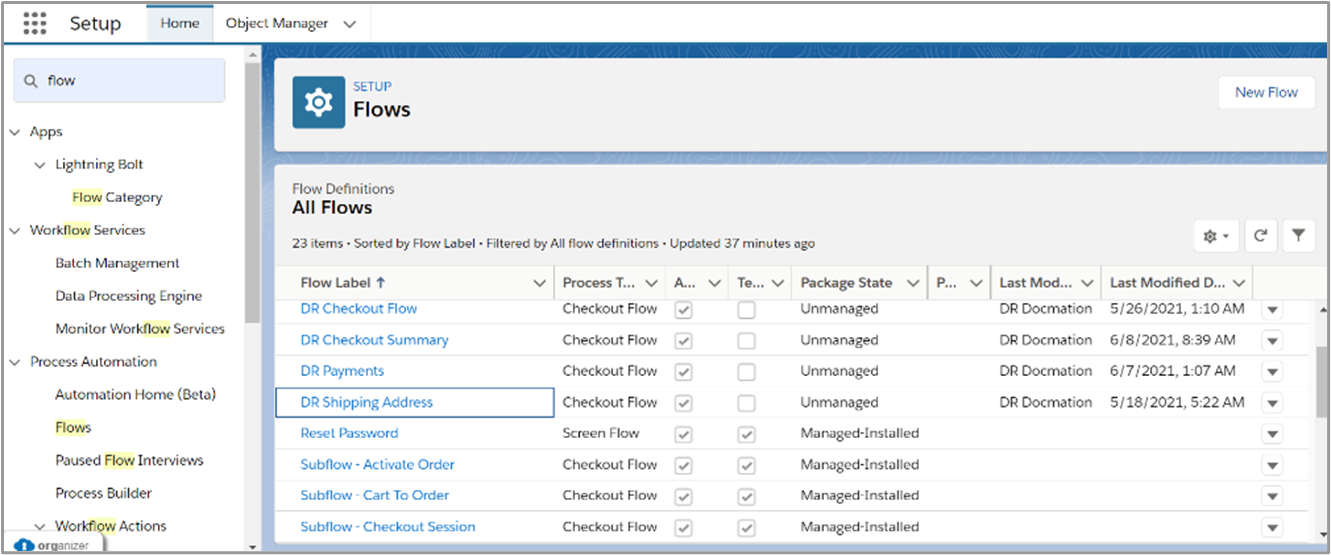 Setup Home Object Manager
flow
Apps
Lightning Bolt
Flow Category
Workflow Services
Batch Management
Data Processing Engine
Monitor Workflow Services
Process Automation
Automation Home (Beta)
Flows
Paused Flow Interviews
Process Builder
Workflow Actions
organizer
SETUP
Flows
New Flow
Flow Definitions
All Flows
23 items • Sorted by Flow Label • Filtered by All flow definitions • Updated 37 minutes ago
Flow Label ↑ Process T... A... Te... Package State P... Last Mod... Last Modified D...
DR Checkout Flow Checkout Flow Unmanaged DR Docmation 5/26/2021, 1:10 AM
DR Checkout Summary Checkout Flow Unmanaged DR Docmation 6/8/2021, 8:39 AM
DR Payments Checkout Flow Unmanaged DR Docmation 6/7/2021, 1:07 AM
DR Shipping Address Checkout Flow Unmanaged DR Docmation 5/18/2021, 5:22 AM
Reset Password Screen Flow Managed-Installed
Subflow - Activate Order Checkout Flow Managed-Installed
Subflow - Cart To Order Checkout Flow Managed-Installed
Subflow - Checkout Session Checkout Flow Managed-Installed